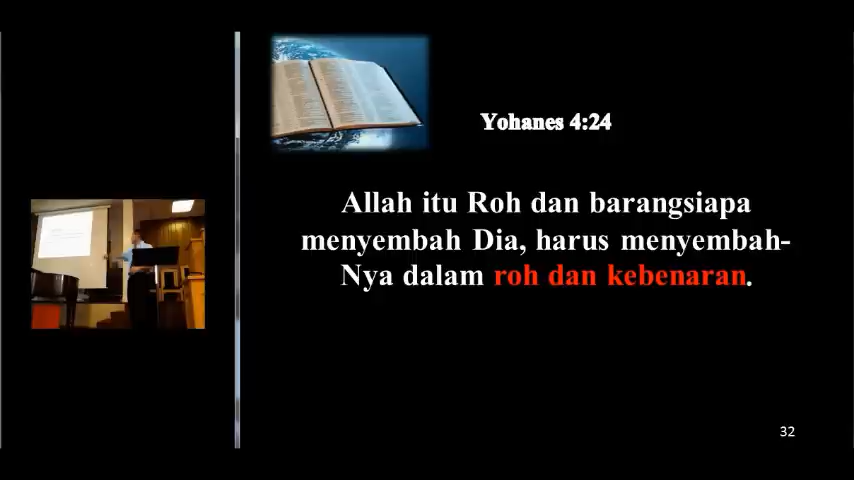 Yohanes 4:24
Allah itu Roh dan barangsiapa
menyembah Dia, harus menyembah-
Nya dalam roh dan kebenaran.
32